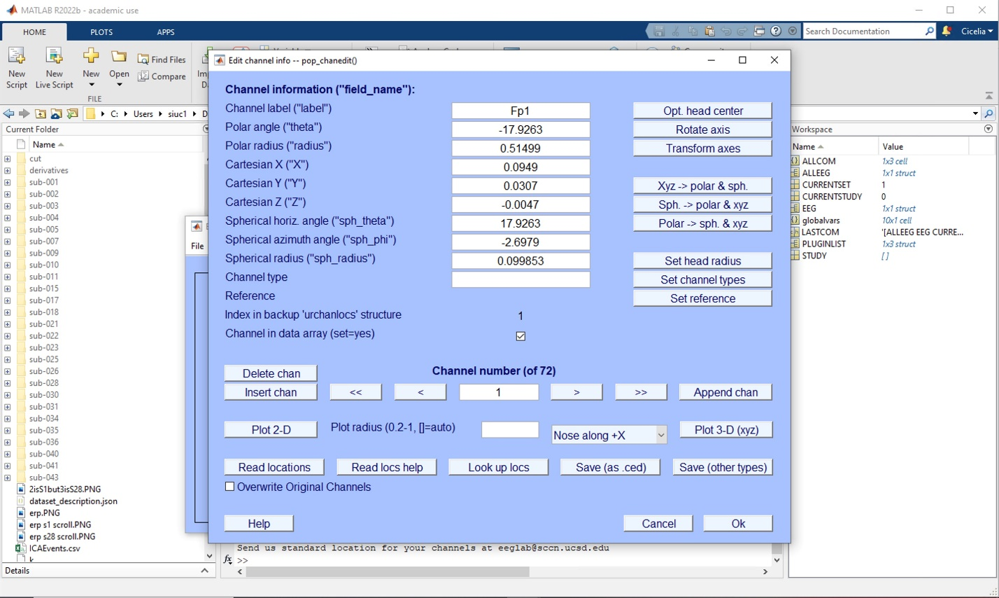 MATLAB R2022b - academic use
HOME PLOTS APPS
Search Documentation
Cicelia
New Script
New Live Script
New
Open
Find Files
Compare
FILE
C: Users siuc1
Current Folder
Name
cut
derivatives
sub-001
sub-002
sub-003
sub-004
sub-005
sub-007
sub-009
sub-010
sub-011
sub-015
sub-017
sub-018
sub-021
sub-022
sub-023
sub-025
sub-026
sub-028
sub-030
sub-031
sub-034
sub-035
sub-036
sub-040
sub-041
sub-043
2isS1but3isS28.PNG
dataset_description.json
erp.PNG
erp s1 scroll.PNG
erp s28 scroll.PNG
ICAEvents.csv
Details
File
Edit channel info -- pop_chanedit()
Channel information ("field_name"):
Channel label ("label") Fp1 Opt. head center
Polar angle ("theta") -17.9263 Rotate axis
Polar radius ("radius") 0.51499 Transform axes
Cartesian X ("X") 0.0949
Cartesian Y ("Y") 0.0307 Xyz -> polar & sph.
Cartesian Z ("Z") -0.0047 Sph. -> polar & xyz
Spherical horiz. angle ("sph_theta") 17.9263 Polar -> sph. & xyz
Spherical azimuth angle ("sph_phi") -2.6979
Spherical radius ("sph_radius") 0.099853 Set head radius
Channel type Set channel types
Reference Set reference
Index in backup 'urchanlocs' structure 1
Channel in data array (set=yes)
Delete chan Channel number (of 72)
Insert chan << < 1 > >> Append chan
Plot 2-D Plot radius (0.2-1, []=auto) Nose along +X Plot 3-D (xyz)
Read locations Read locs help Look up locs Save (as .ced) Save (other types)
Overwrite Original Channels
Help Cancel Ok
Send us standard location for your channels at eeglab@sccn.ucsd.edu
fx >>
Workspace
Name Value
ALLCOM 1x3 cell
ALLEEG 1x1 struct
CURRENTSET 1
CURRENTSTUDY 0
EEG 1x1 struct
globalvars 10x1 cell
LASTCOM '[ALLEEG EEG CURRE...
PLUGINLIST 1x3 struct
STUDY []